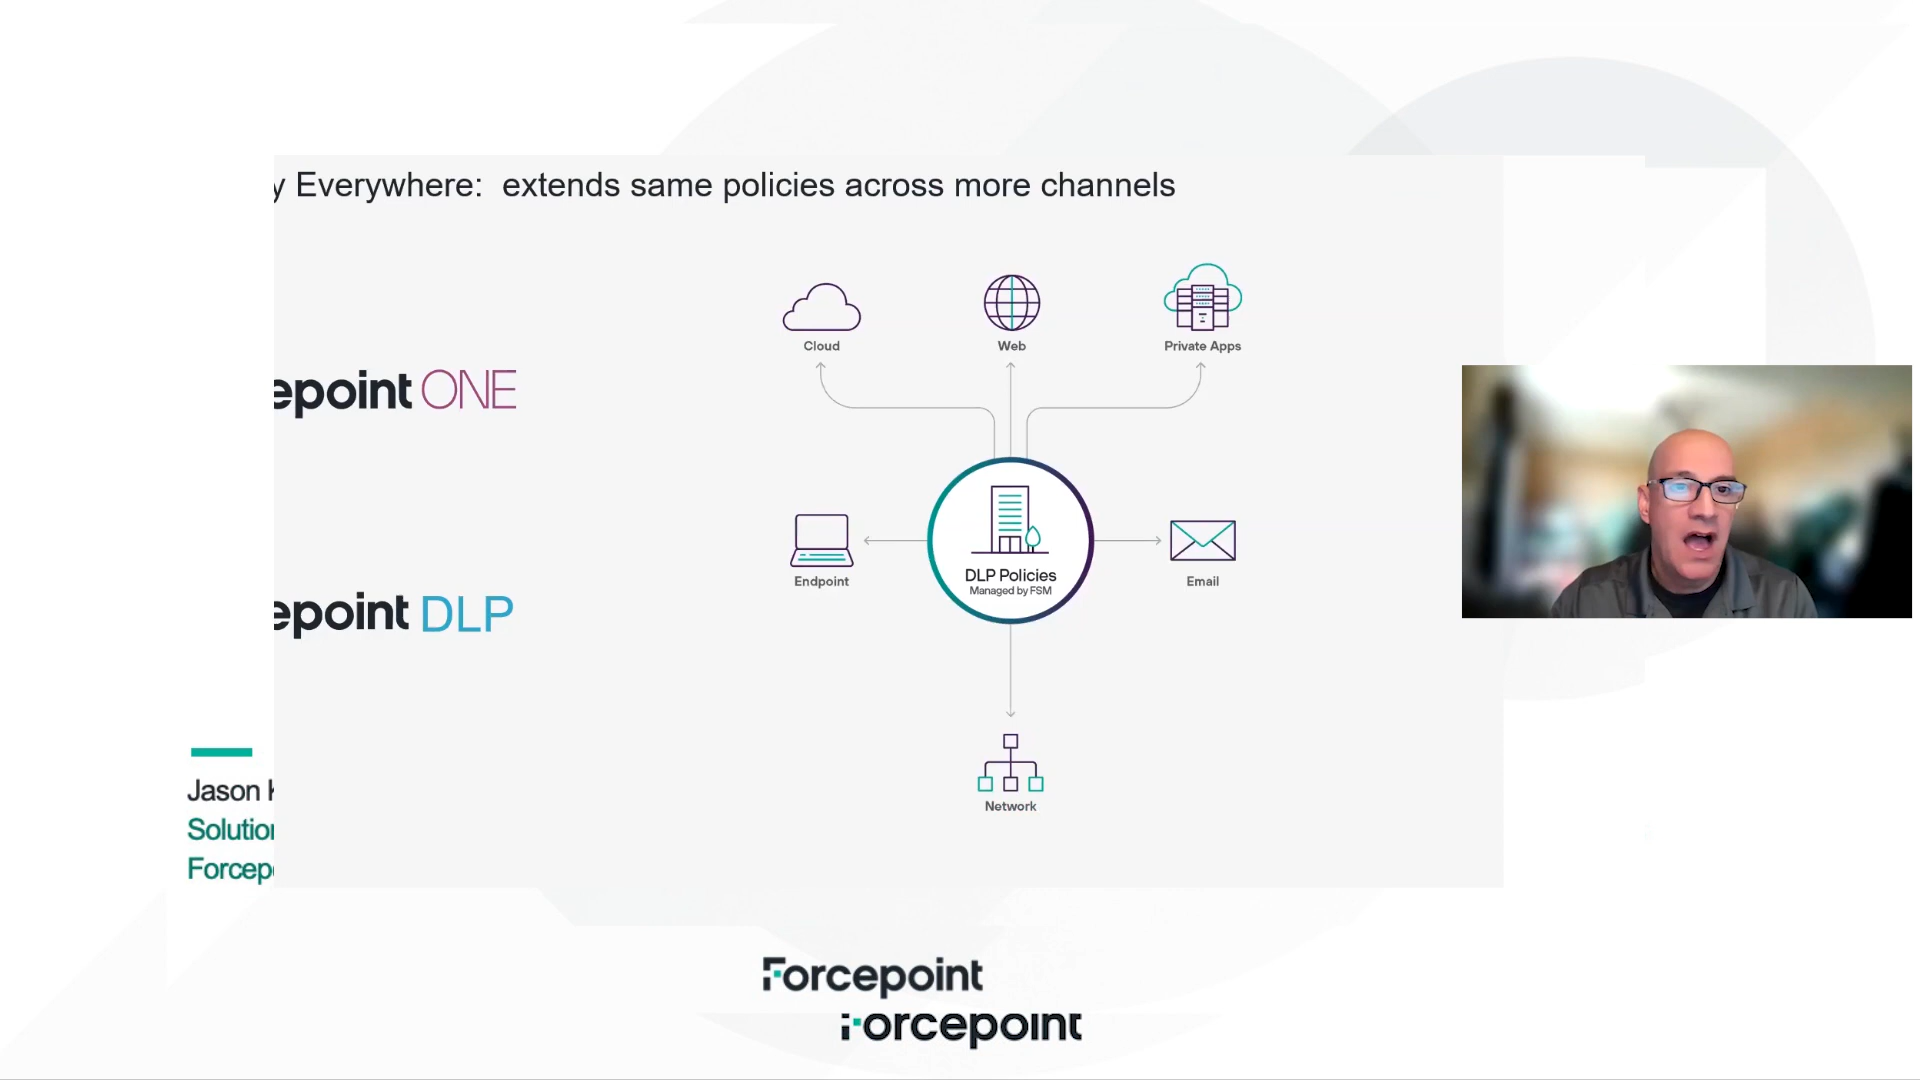 y Everywhere: extends same policies across more channels
Cloud
Web
Private Apps
epoint ONE
Endpoint
DLP Policies
Managed by FSM
Email
epoint DLP
Network
Jason K
Solution
Forcep
Forcepoint
Forcepoint